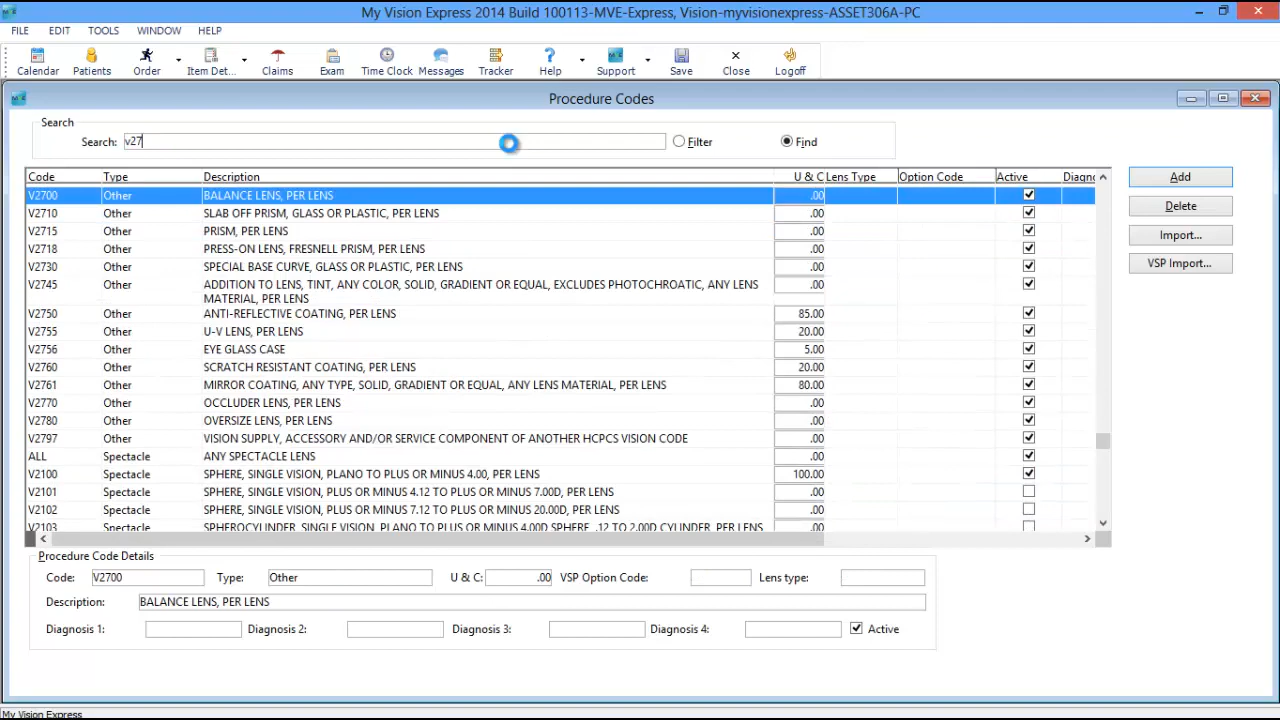 My Vision Express 2014 Build 100113-MVE-Express, Vision-myvisionexpress-ASSET306A-PC
FILE EDIT TOOLS WINDOW HELP
Calendar Patients Order Item Det... Claims Exam Time Clock Messages Tracker Help Support Save Close Logoff
Procedure Codes
Search
Search: v27 Filter Find
Code Type Description U & C Lens Type Option Code Active Diagno
V2700 Other BALANCE LENS, PER LENS .00
V2710 Other SLAB OFF PRISM, GLASS OR PLASTIC, PER LENS .00
V2715 Other PRISM, PER LENS .00
V2718 Other PRESS-ON LENS, FRESNELL PRISM, PER LENS .00
V2730 Other SPECIAL BASE CURVE, GLASS OR PLASTIC, PER LENS .00
V2745 Other ADDITION TO LENS, TINT, ANY COLOR, SOLID, GRADIENT OR EQUAL, EXCLUDES PHOTOCHROATIC, ANY LENS .00
MATERIAL, PER LENS
V2750 Other ANTI-REFLECTIVE COATING, PER LENS 85.00
V2755 Other U-V LENS, PER LENS 20.00
V2756 Other EYE GLASS CASE 5.00
V2760 Other SCRATCH RESISTANT COATING, PER LENS 20.00
V2761 Other MIRROR COATING, ANY TYPE, SOLID, GRADIENT OR EQUAL, ANY LENS MATERIAL, PER LENS 80.00
V2770 Other OCCLUDER LENS, PER LENS .00
V2780 Other OVERSIZE LENS, PER LENS .00
V2797 Other VISION SUPPLY, ACCESSORY AND/OR SERVICE COMPONENT OF ANOTHER HCPCS VISION CODE .00
ALL Spectacle ANY SPECTACLE LENS .00
V2100 Spectacle SPHERE, SINGLE VISION, PLANO TO PLUS OR MINUS 4.00, PER LENS 100.00
V2101 Spectacle SPHERE, SINGLE VISION, PLUS OR MINUS 4.12 TO PLUS OR MINUS 7.00D, PER LENS .00
V2102 Spectacle SPHERE, SINGLE VISION, PLUS OR MINUS 7.12 TO PLUS OR MINUS 20.00D, PER LENS .00
V2103 Spectacle SPHEROCYLINDER, SINGLE VISION, PLANO TO PLUS OR MINUS 4.00D SPHERE, .12 TO 2.00D CYLINDER, PER LENS .00
Add
Delete
Import...
VSP Import...
Procedure Code Details
Code: V2700 Type: Other U & C: .00 VSP Option Code: Lens type:
Description: BALANCE LENS, PER LENS
Diagnosis 1: Diagnosis 2: Diagnosis 3: Diagnosis 4: Active
My Vision Express